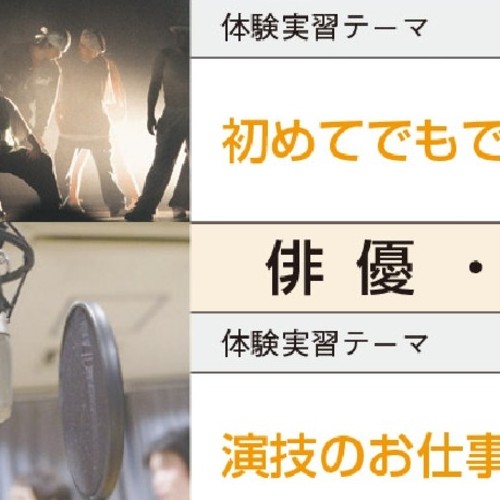 体験実習テーマ
初めてでもで
俳優・
体験実習テーマ
演技のお仕事